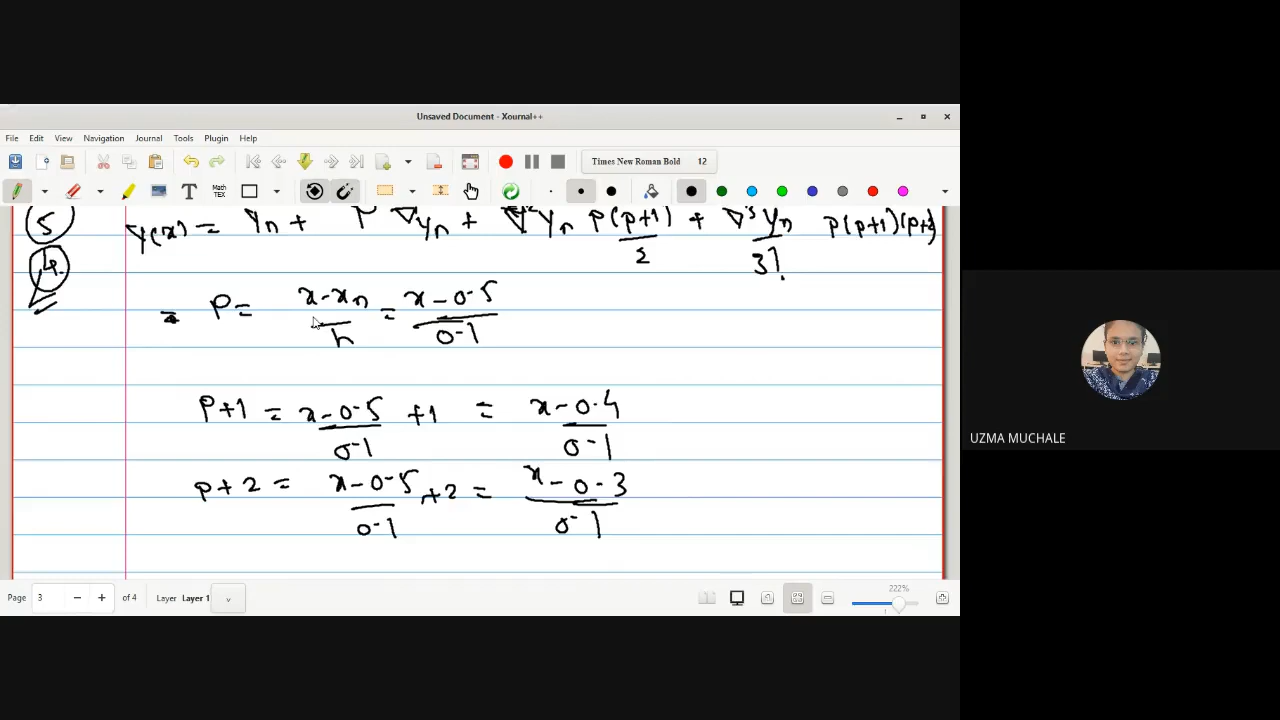 Unsaved Document - Xournal++
File Edit View Navigation Journal Tools Plugin Help
Times New Roman Bold 12
T Math TEX
5 y(x) = yn + P ∇yn + ∇²yn P(P+1)/2 + ∇³yn/3! P(P+1)(P+2)
4.
= P = x-xn/h = x-0.5/0.1
P+1 = x-0.5/0.1 +1 = x-0.4/0.1
P+2 = x-0.5/0.1 +2 = x-0.3/0.1
UZMA MUCHALE
Page 3 - + of 4 Layer Layer 1 222%